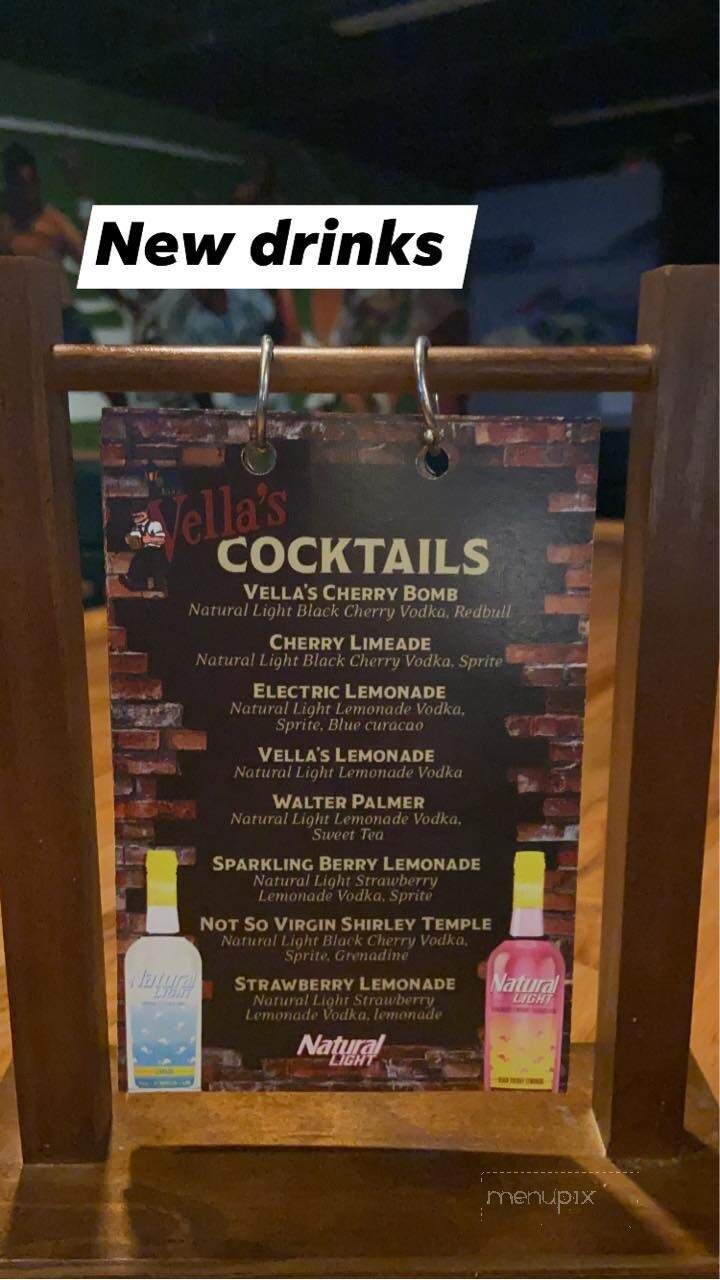 New drinks
Vella's
COCKTAILS
VELLA'S CHERRY BOMB
Natural Light Black Cherry Vodka, Redbull
CHERRY LIMEADE
Natural Light Black Cherry Vodka, Sprite
ELECTRIC LEMONADE
Natural Light Lemonade Vodka,
Sprite, Blue curacao
VELLA'S LEMONADE
Natural Light Lemonade Vodka
WALTER PALMER
Natural Light Lemonade Vodka,
Sweet Tea
SPARKLING BERRY LEMONADE
Natural Light Strawberry
Lemonade Vodka, Sprite
NOT SO VIRGIN SHIRLEY TEMPLE
Natural Light Black Cherry Vodka,
Sprite, Grenadine
STRAWBERRY LEMONADE
Natural Light Strawberry
Lemonade Vodka, lemonade
Natural
LIGHT
Natural
LIGHT
Natural
LIGHT
menupix